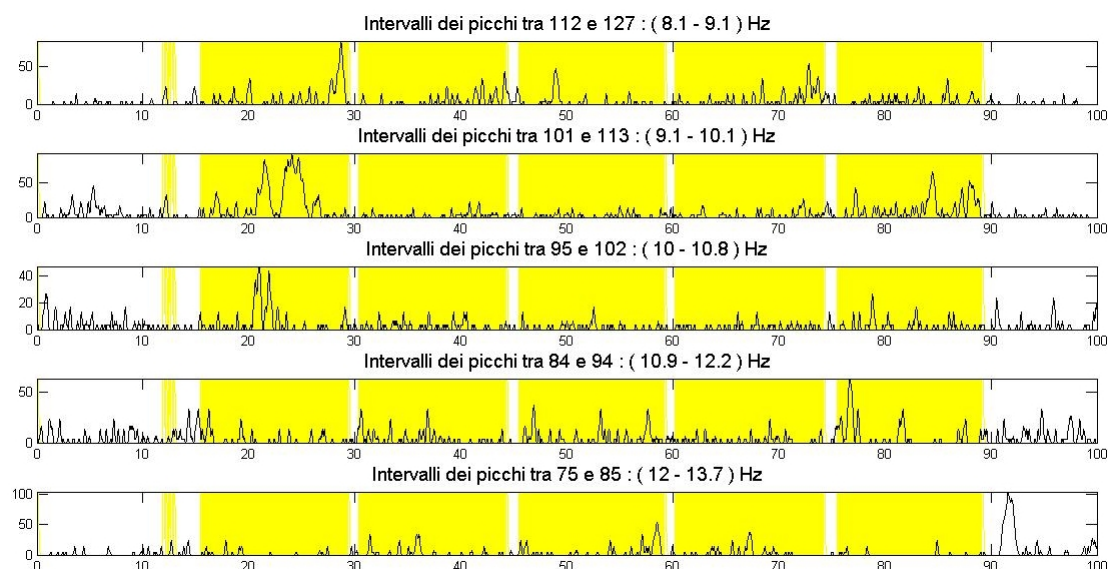 Intervalli dei picchi tra 112 e 127 : ( 8.1 - 9.1 ) Hz
50
0
0 10 20 30 40 50 60 70 80 90 100
Intervalli dei picchi tra 101 e 113 : ( 9.1 - 10.1 ) Hz
50
0
0 10 20 30 40 50 60 70 80 90 100
Intervalli dei picchi tra 95 e 102 : ( 10 - 10.8 ) Hz
40
20
0
0 10 20 30 40 50 60 70 80 90 100
Intervalli dei picchi tra 84 e 94 : ( 10.9 - 12.2 ) Hz
50
0
0 10 20 30 40 50 60 70 80 90 100
Intervalli dei picchi tra 75 e 85 : ( 12 - 13.7 ) Hz
100
50
0
0 10 20 30 40 50 60 70 80 90 100